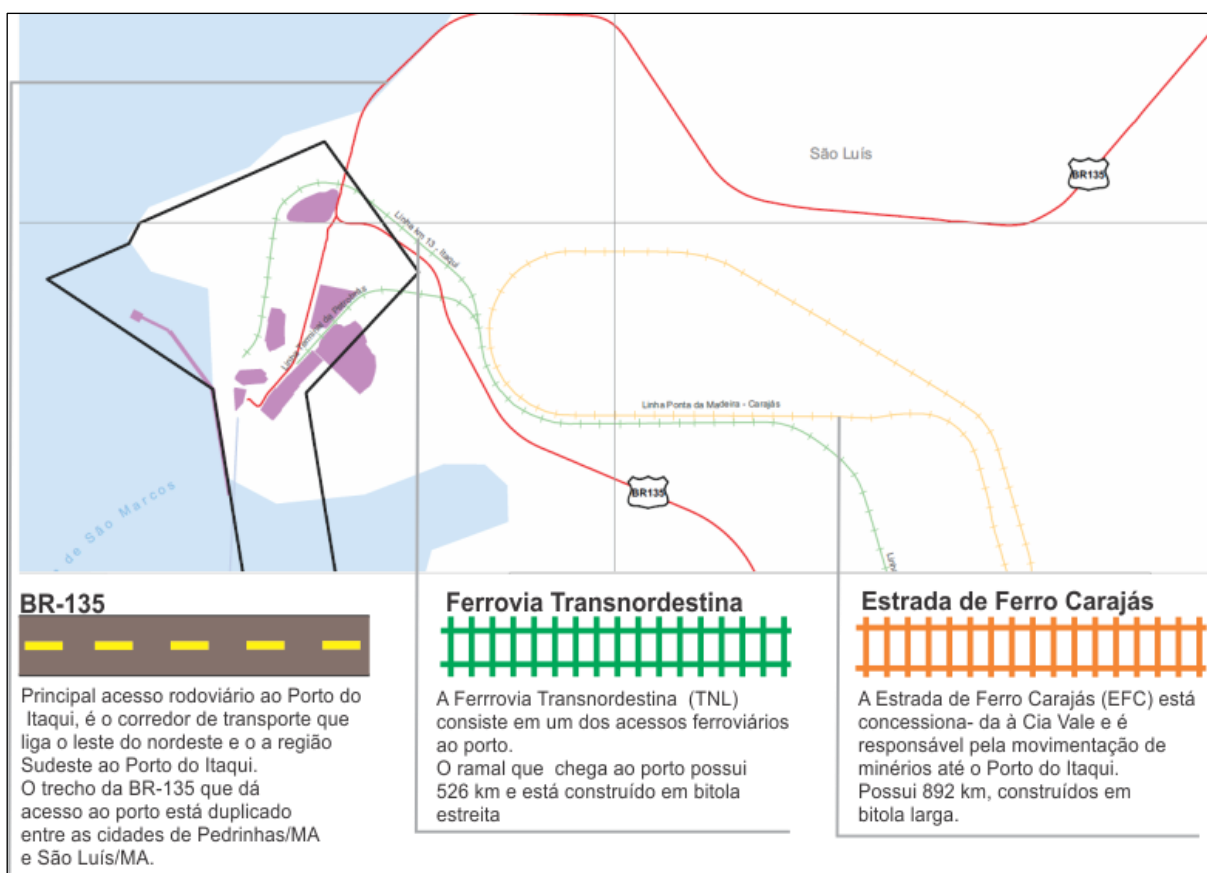 São Luís
BR135
Linha km 13 - Itaqui
Linha Ponta da Madeira - Carajás
BR135
de São Marcos
BR-135
Principal acesso rodoviário ao Porto do
Itaqui, é o corredor de transporte que
liga o leste do nordeste e o a região
Sudeste ao Porto do Itaqui.
O trecho da BR-135 que dá
acesso ao porto está duplicado
entre as cidades de Pedrinhas/MA
e São Luís/MA.
Ferrovia Transnordestina
A Ferrrovia Transnordestina (TNL)
consiste em um dos acessos ferroviários
ao porto.
O ramal que chega ao porto possui
526 km e está construído em bitola
estreita
Estrada de Ferro Carajás
A Estrada de Ferro Carajás (EFC) está
concessiona- da à Cia Vale e é
responsável pela movimentação de
minérios até o Porto do Itaqui.
Possui 892 km, construídos em
bitola larga.